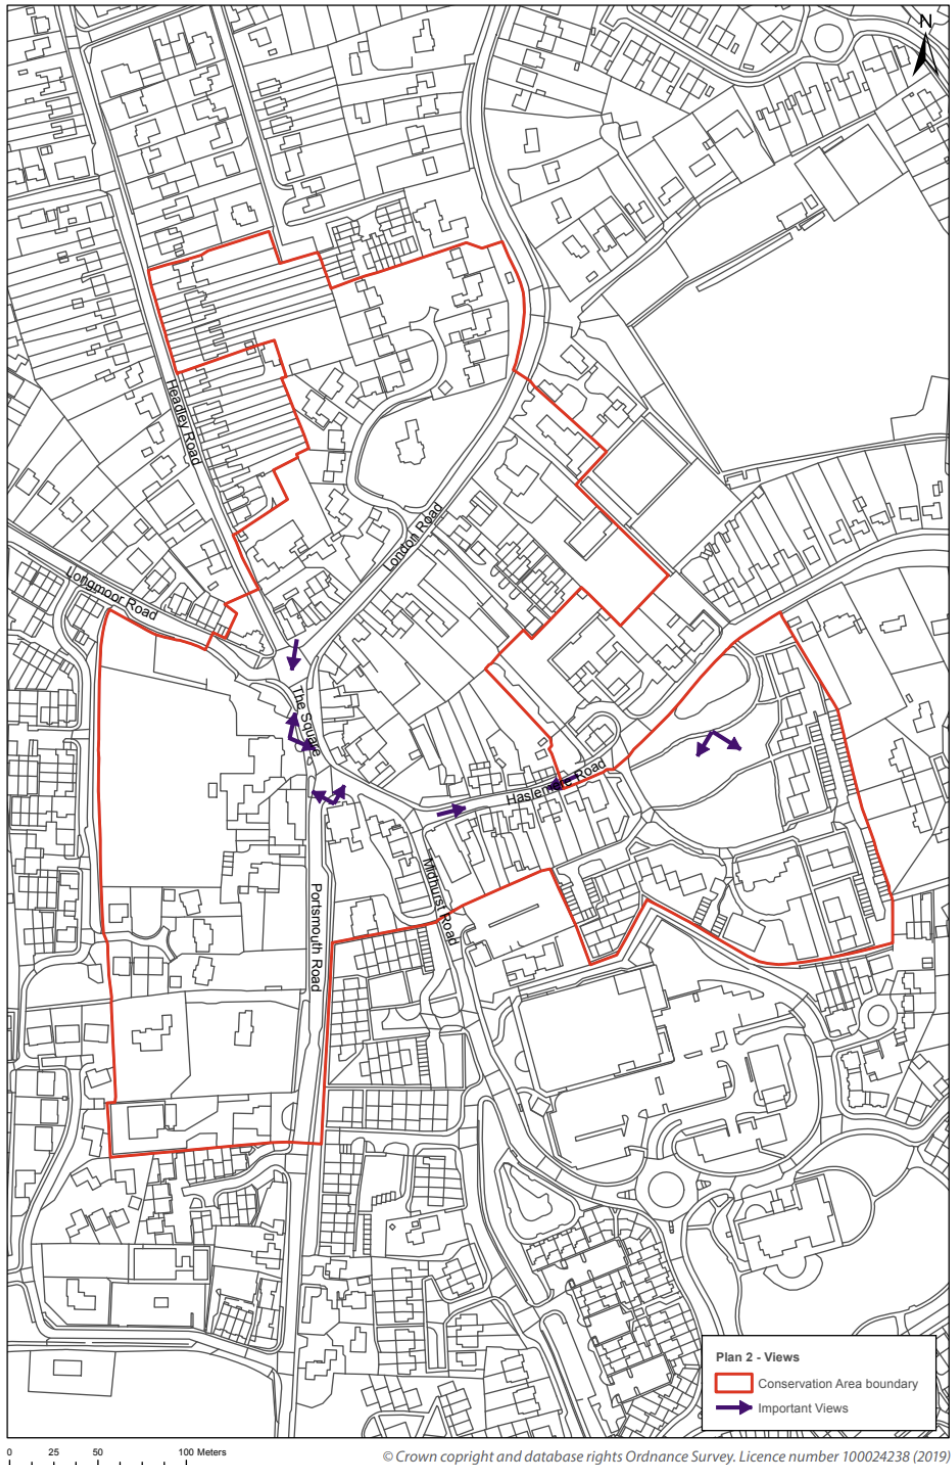 N
Headley Road
London Road
Longmoor Road
The Square
Haslemere Road
Midhurst Road
Portsmouth Road
Plan 2 - Views
Conservation Area boundary
Important Views
0 25 50 100 Meters
© Crown copright and database rights Ordnance Survey. Licence number 100024238 (2019)